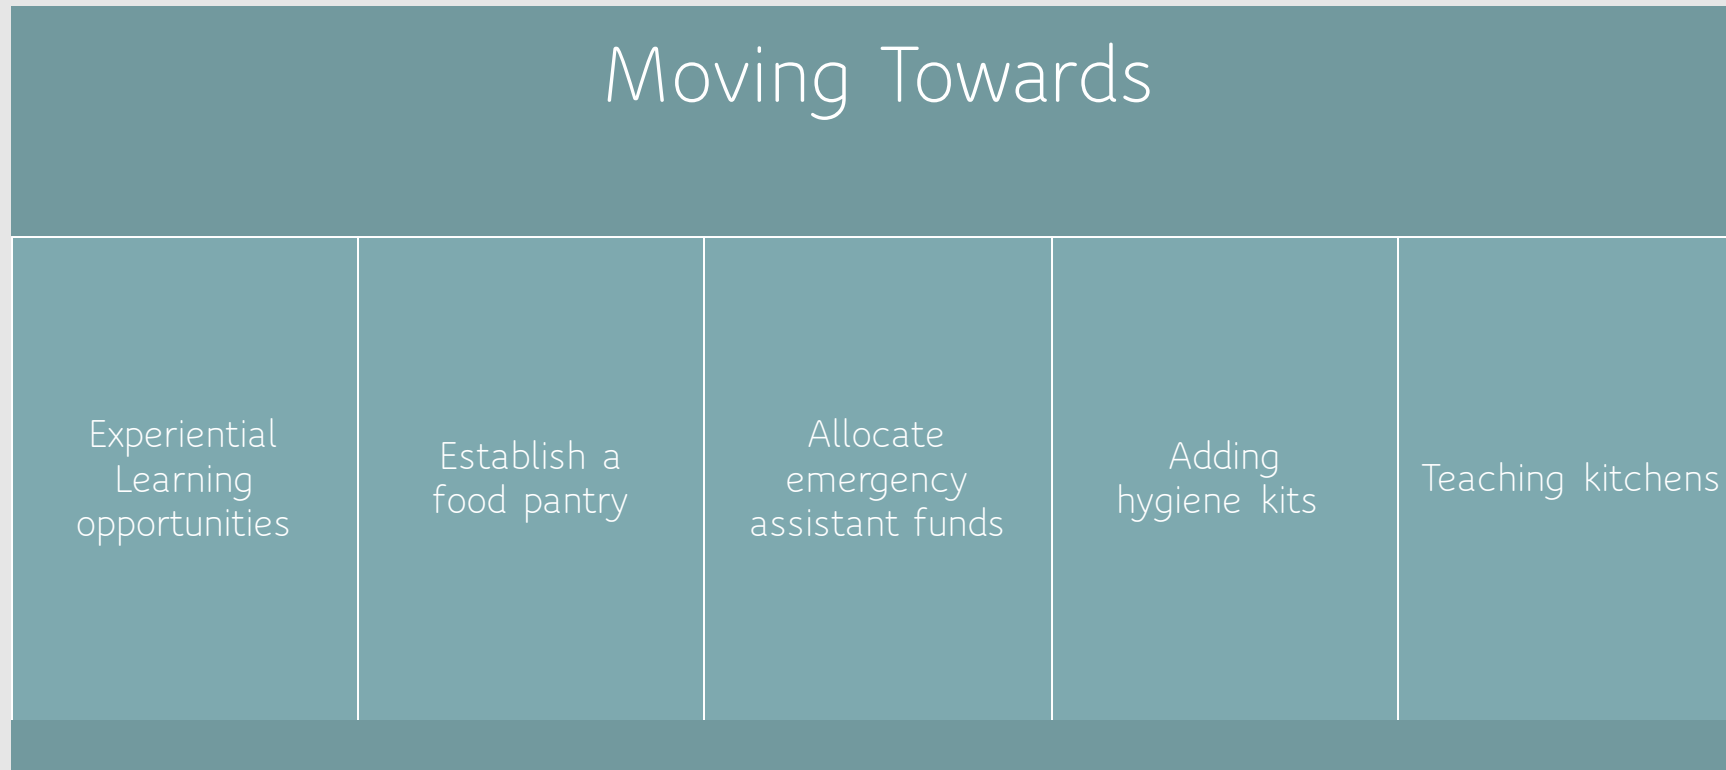 Moving Towards
Experiential
Learning
opportunities
Establish a
food pantry
Allocate
emergency
assistant funds
Adding
hygiene kits
Teaching kitchens